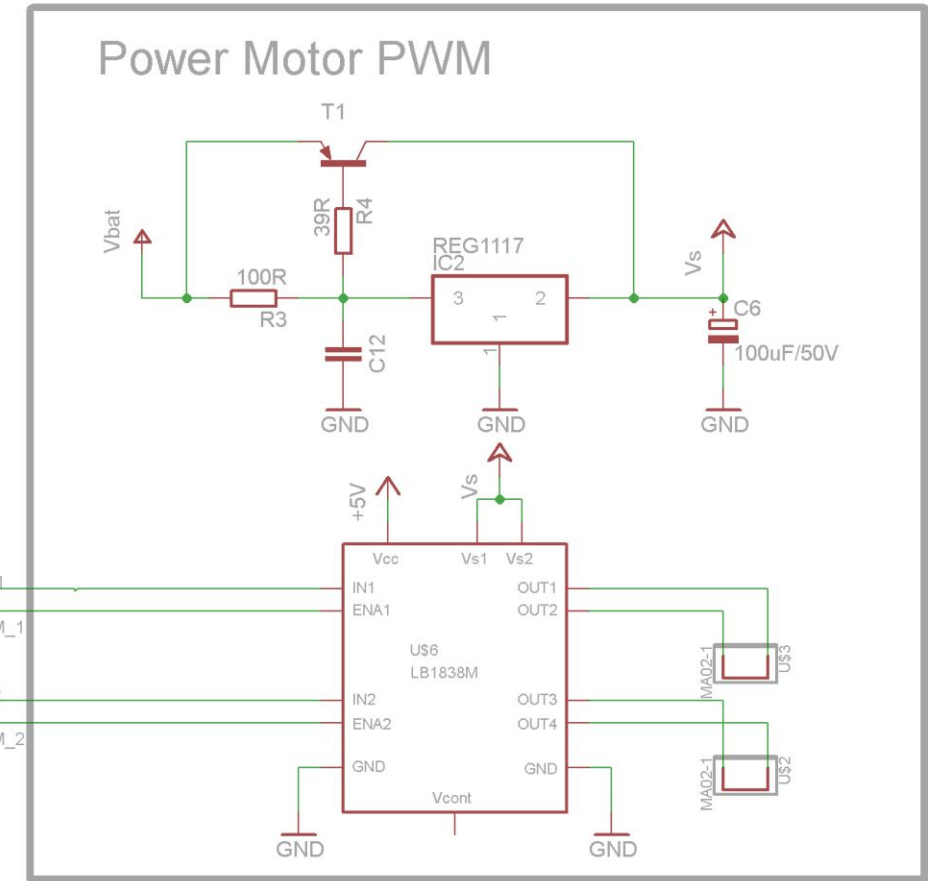 Power Motor PWM
T1
Vbat
39R
R4
100R
R3
C12
GND
REG1117
IC2
3
2
1
1
GND
Vs
+
C6
100uF/50V
GND
+5V
Vs
Vcc
Vs1
Vs2
IN1
ENA1
M_1
OUT1
OUT2
U$6
LB1838M
MA02-1
U$3
IN2
ENA2
M_2
OUT3
OUT4
MA02-1
U$2
GND
GND
Vcont
GND
GND